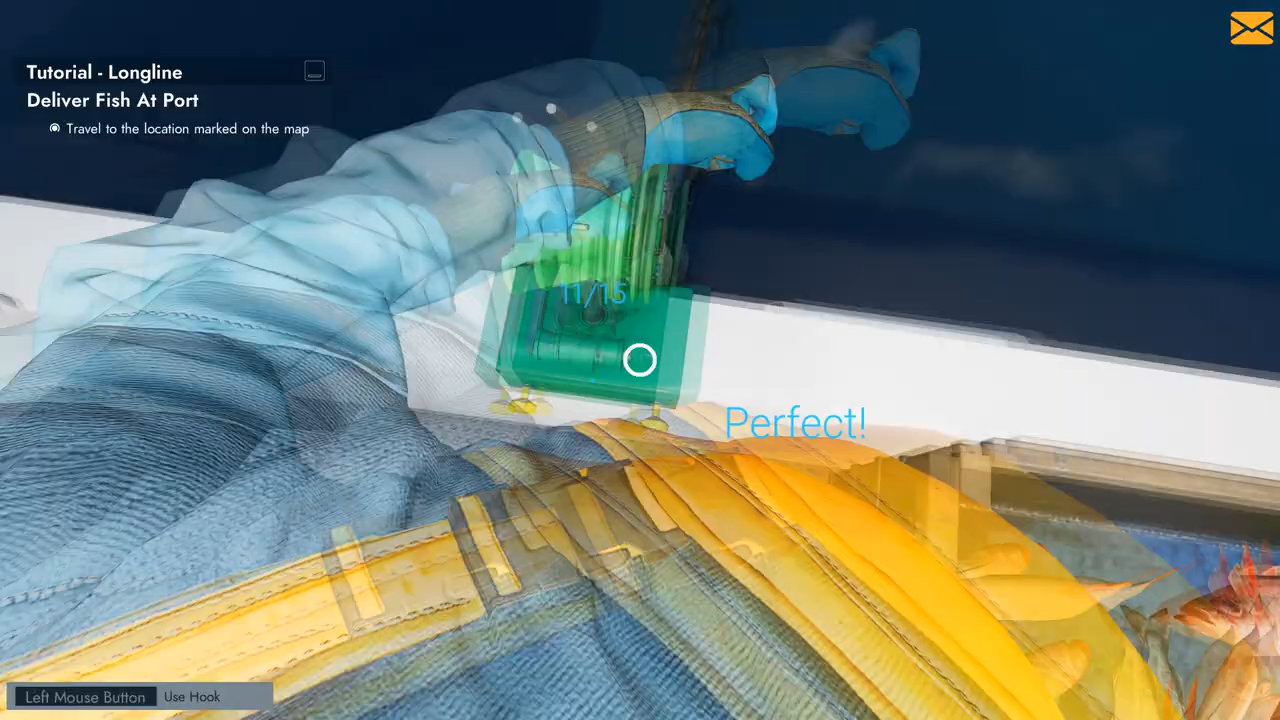 Tutorial - Longline
Deliver Fish At Port
Travel to the location marked on the map
11/15
Perfect!
Left Mouse Button Use Hook